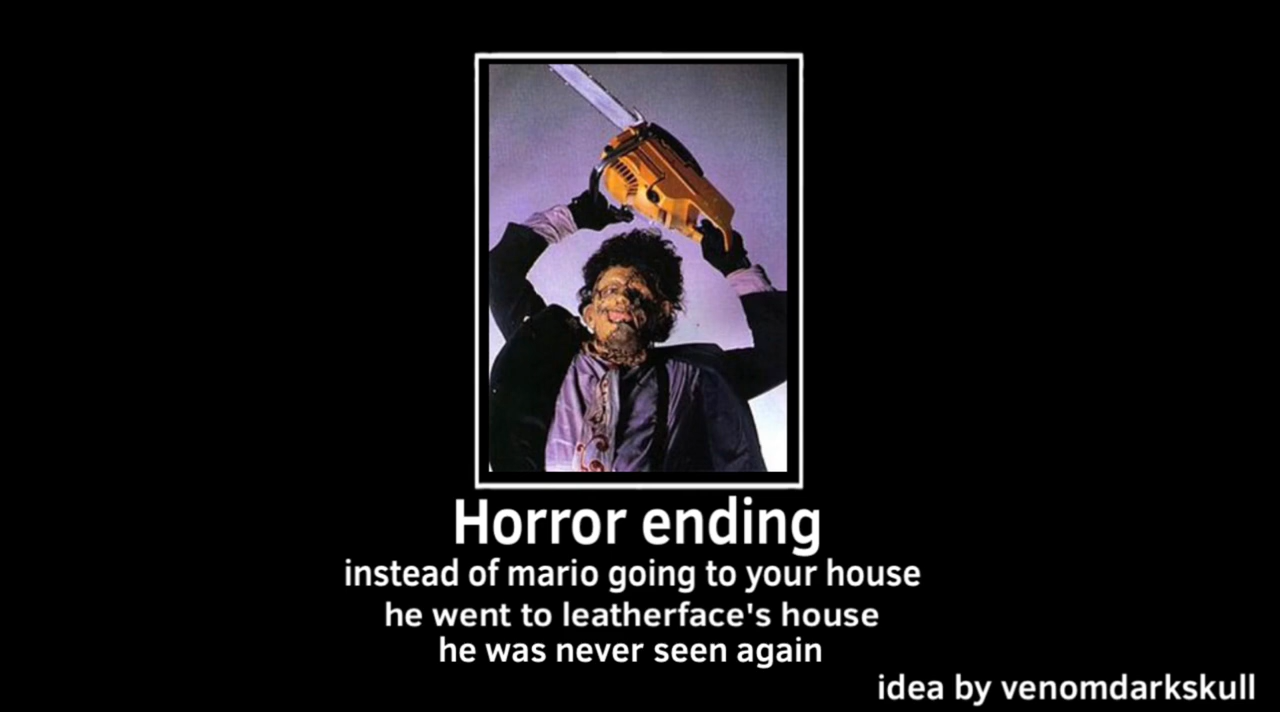 Horror ending
instead of mario going to your house
he went to leatherface's house
he was never seen again
idea by venomdarkskull